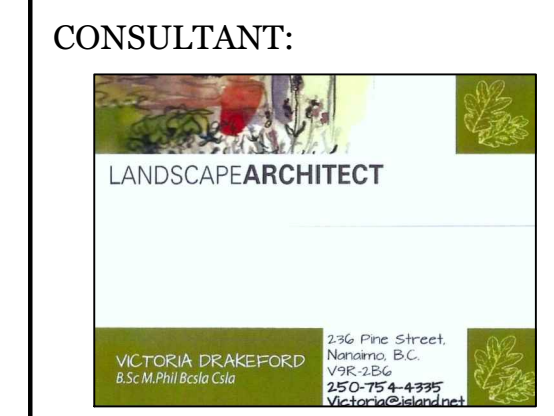 CONSULTANT:
LANDSCAPEARCHITECT
VICTORIA DRAKEFORD
B.Sc M.Phil Bcsla Csla
236 Pine Street,
Nanaimo, B.C.
V9R-2B6
250-754-4335
Victoria@island.net